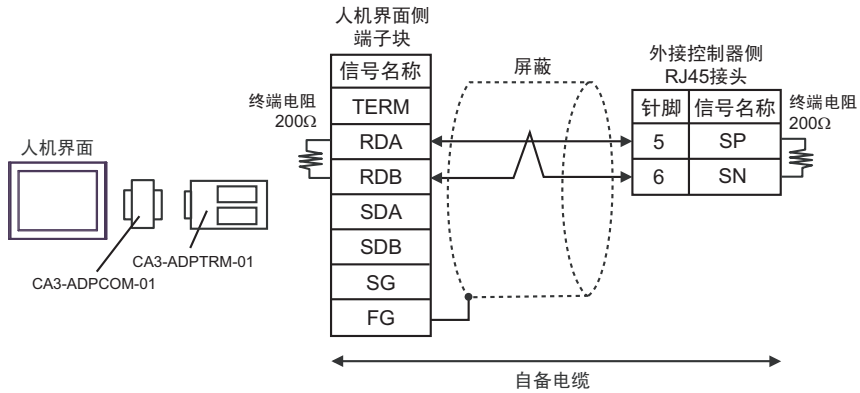 人机界面侧
端子块
信号名称
TERM
RDA
RDB
SDA
SDB
SG
FG
终端电阻
200Ω
屏蔽
外接控制器侧
RJ45接头
针脚 信号名称
5 SP
6 SN
终端电阻
200Ω
人机界面
CA3-ADPTRM-01
CA3-ADPCOM-01
自备电缆